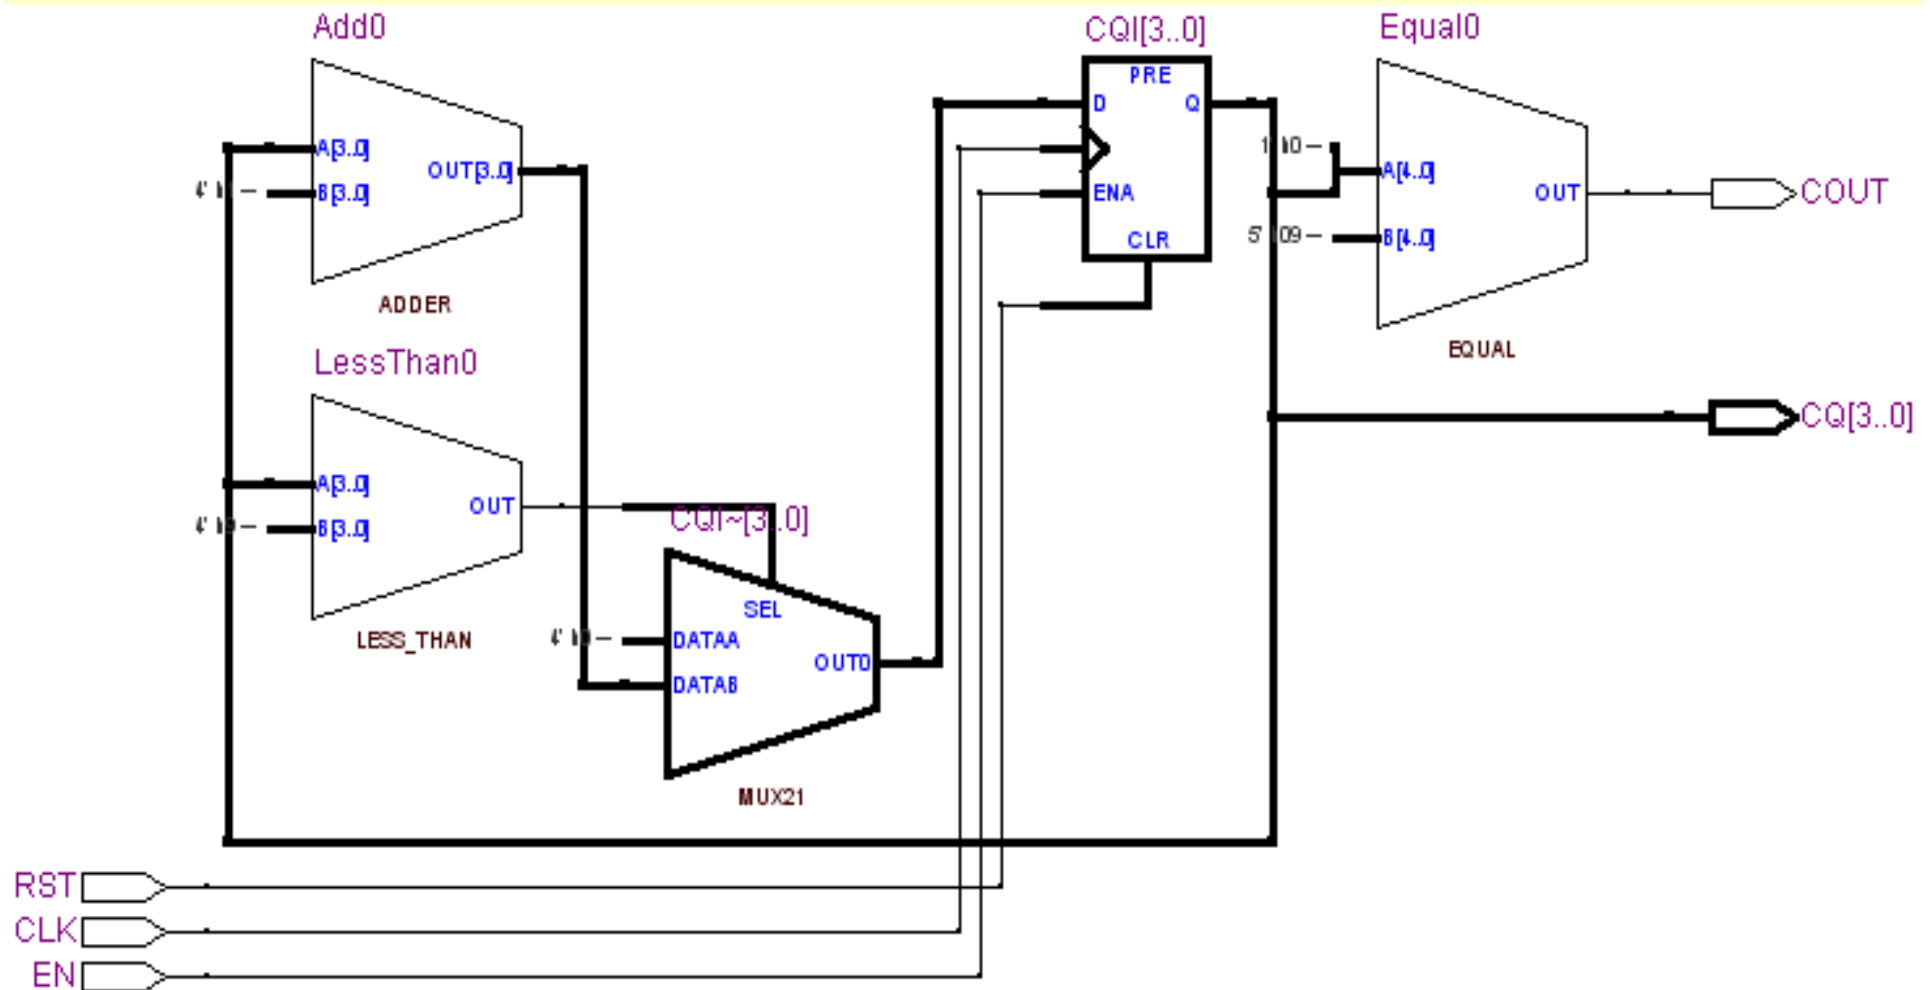 Add0
A[3..0]
B[3..0]
OUT[3..0]
ADDER
LessThan0
A[3..0]
B[3..0]
OUT
LESS_THAN
CQI~[3..0]
SEL
DATAA
DATAB
OUT0
MUX21
CQI[3..0]
PRE
D
Q
ENA
CLR
Equal0
A[4..0]
B[4..0]
OUT
EQUAL
COUT
CQ[3..0]
RST
CLK
EN